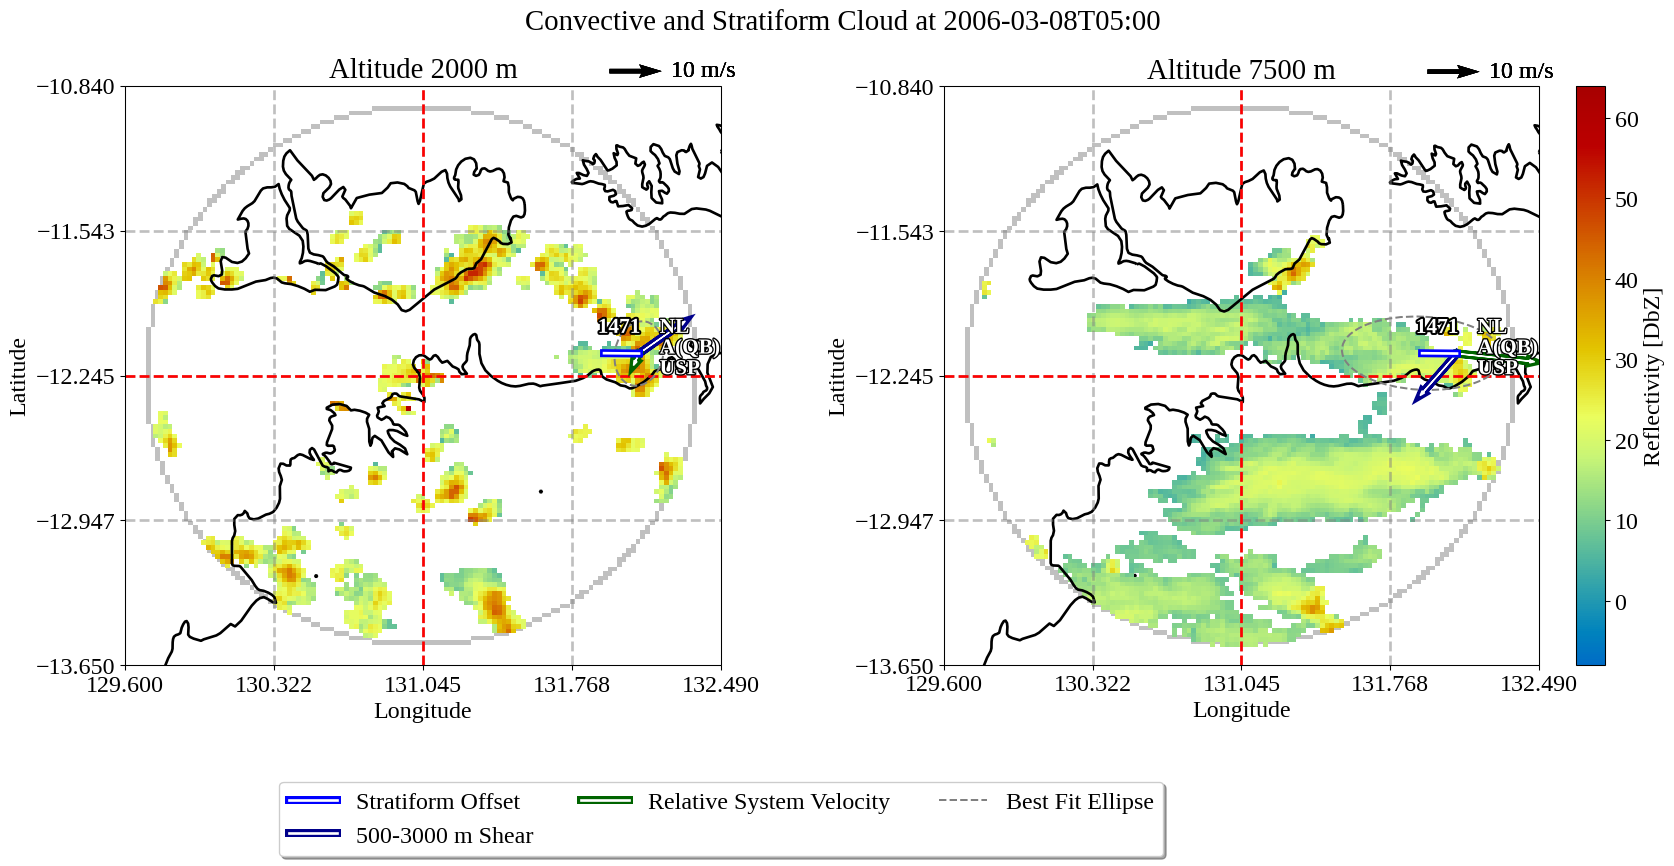 Convective and Stratiform Cloud at 2006-03-08T05:00
Altitude 2000 m
10 m/s
Altitude 7500 m
10 m/s
−10.840
−11.543
−12.245
−12.947
−13.650
Latitude
1471
NL
A(QB)
USP
129.600
130.322
131.045
131.768
132.490
Longitude
−10.840
−11.543
−12.245
−12.947
−13.650
Latitude
1471
NL
A(QB)
USP
129.600
130.322
131.045
131.768
132.490
Longitude
60
50
40
30
20
10
0
Reflectivity [DbZ]
Stratiform Offset
Relative System Velocity
Best Fit Ellipse
500-3000 m Shear